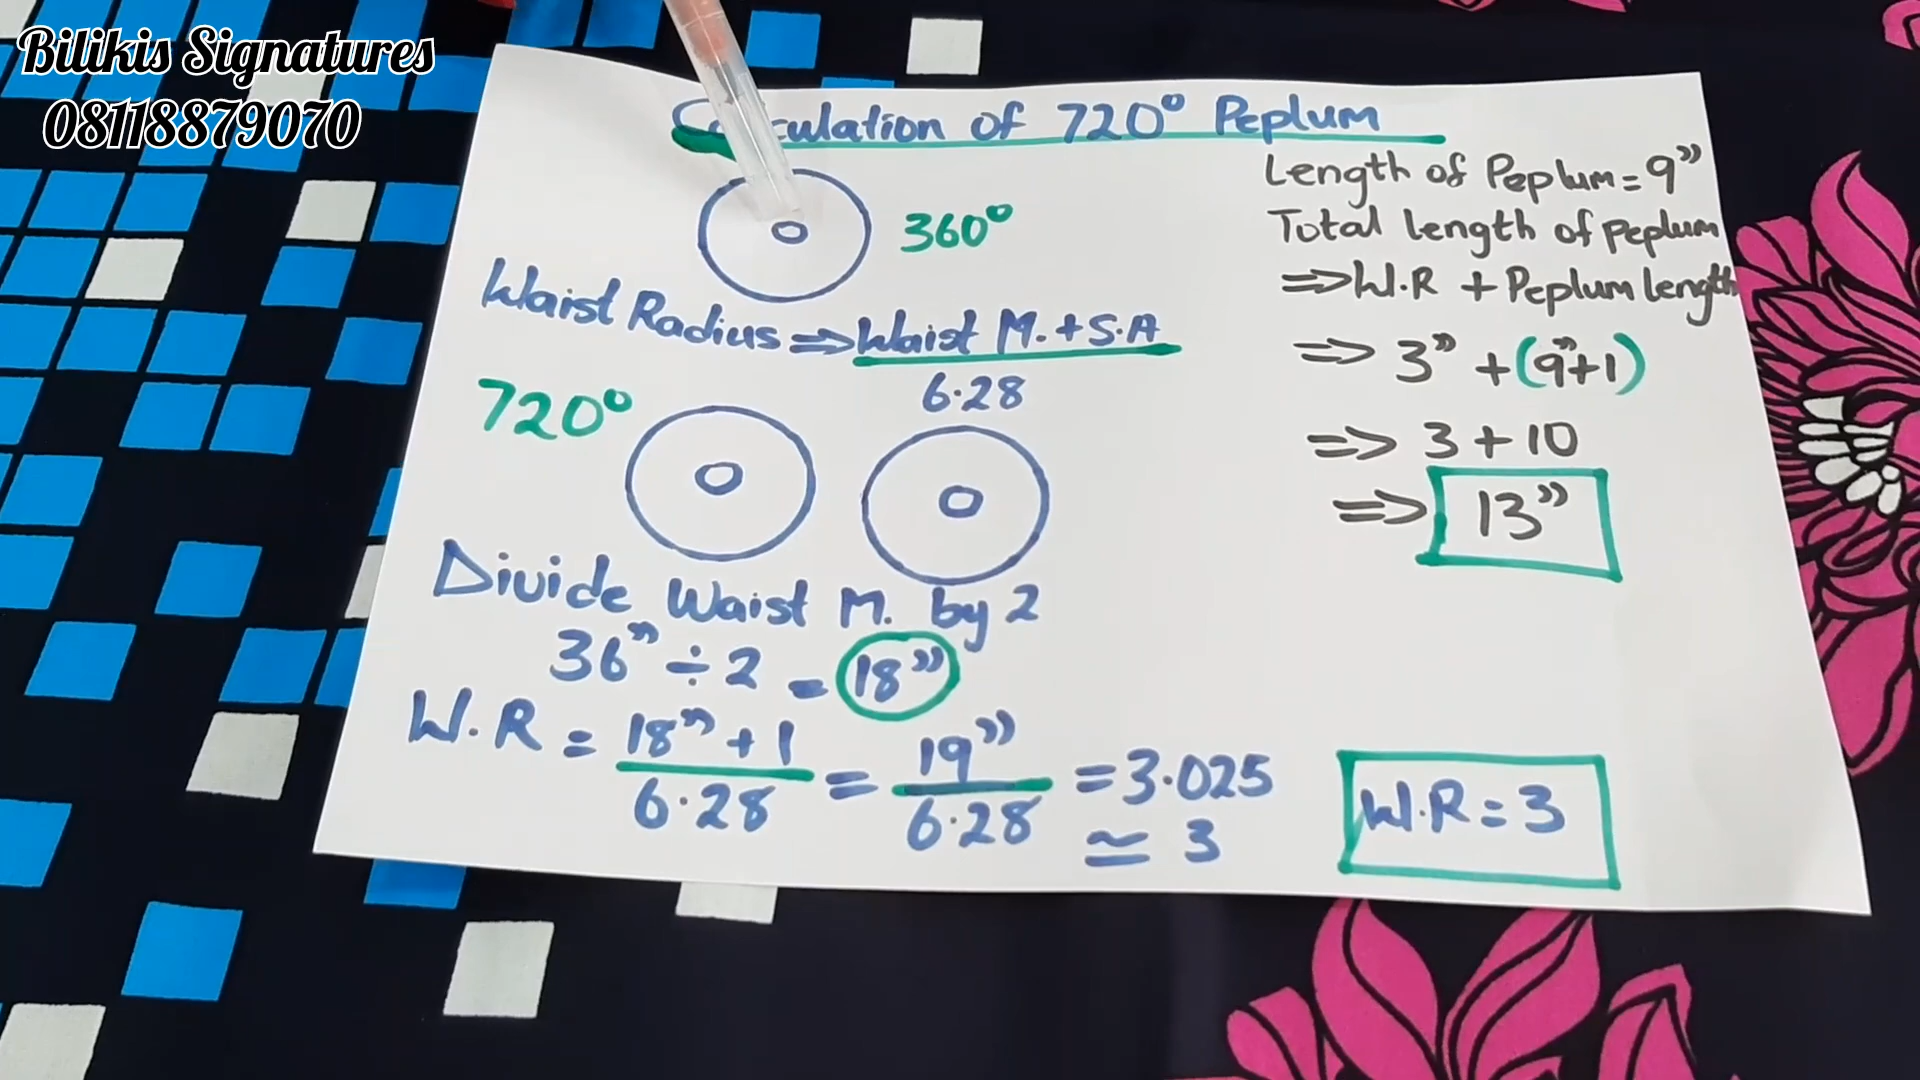 Bilikis Signatures
08118879070
Calculation of 720° Peplum
360°
Waist Radius ⇒ Waist M. + S.A
6.28
720°
Divide Waist M. by 2
36" ÷ 2 = 18"
W.R = 18" + 1 = 19" = 3.025
6.28 6.28 ≃ 3
Length of Peplum = 9"
Total length of peplum
⇒ W.R + Peplum length
⇒ 3" + (9"+1)
⇒ 3 + 10
⇒ 13"
W.R = 3